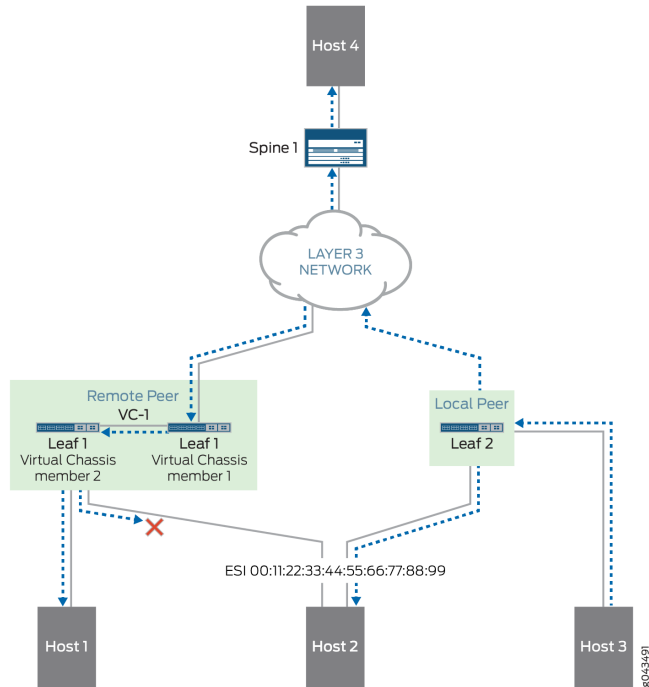 Host 4
Spine 1
LAYER 3
NETWORK
Remote Peer
VC-1
Leaf 1
Virtual Chassis
member 2
Leaf 1
Virtual Chassis
member 1
Local Peer
Leaf 2
ESI 00:11:22:33:44:55:66:77:88:99
Host 1
Host 2
Host 3
g043491